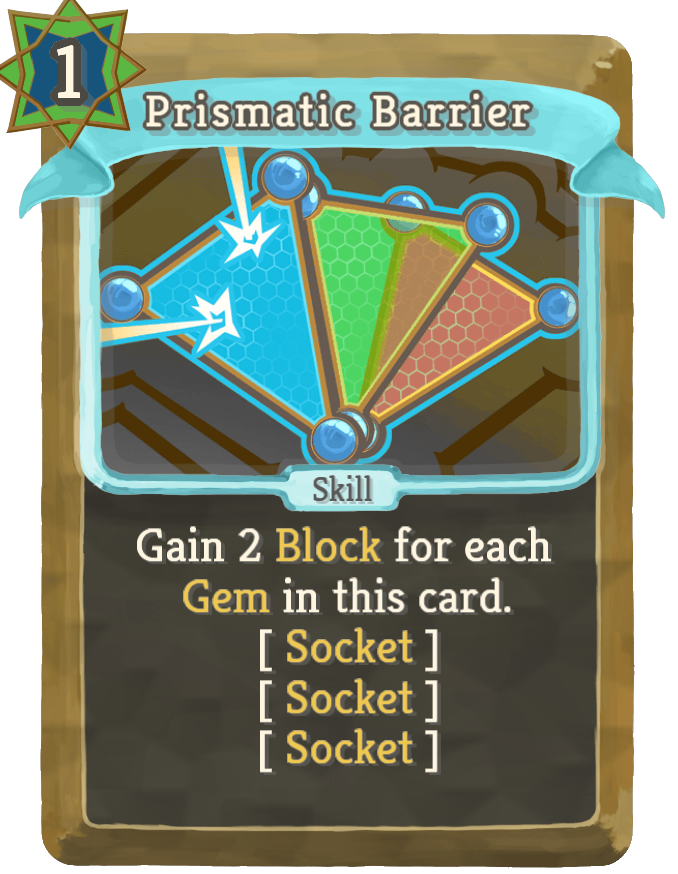 1
Prismatic Barrier
Skill
Gain 2 Block for each
Gem in this card.
[ Socket ]
[ Socket ]
[ Socket ]